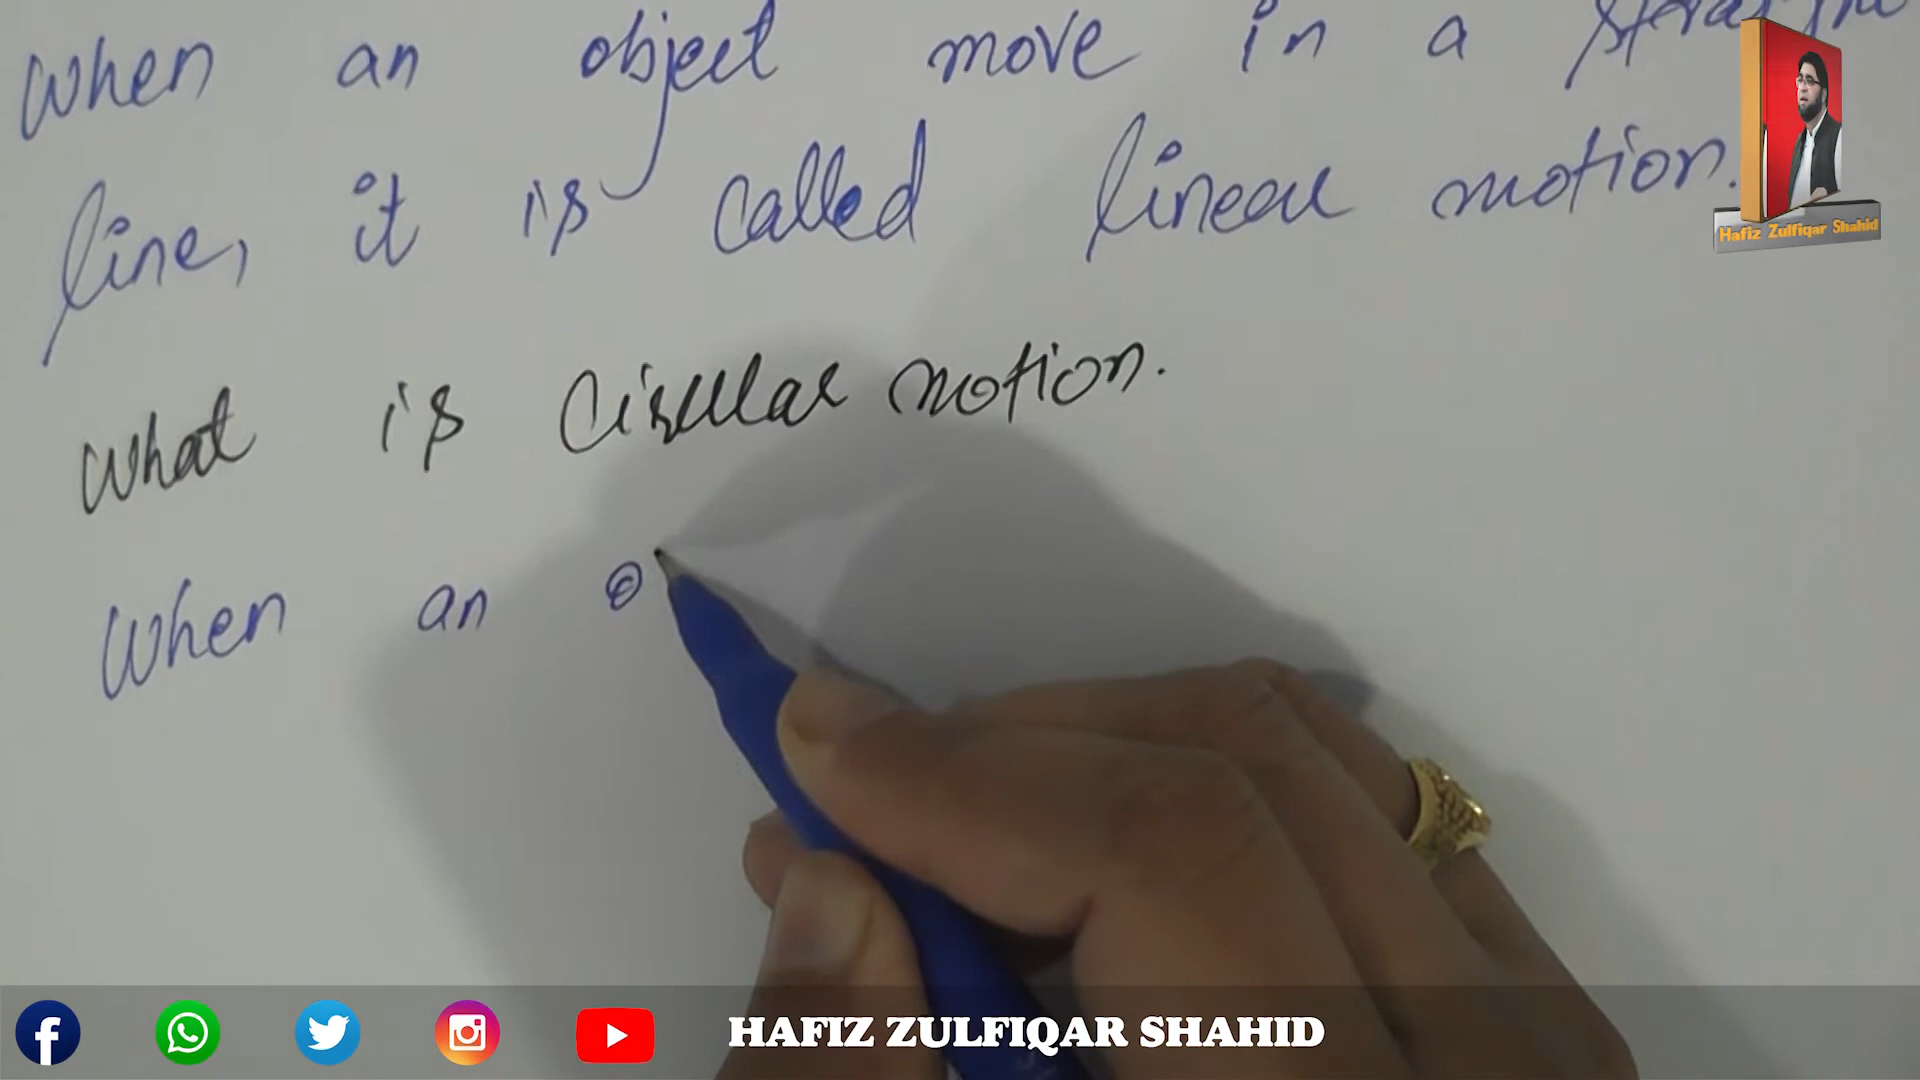 When an object move in a
line, it is called linear motion.
Hafiz Zulfiqar Shahid
What is Circular motion.
When an o
HAFIZ ZULFIQAR SHAHID